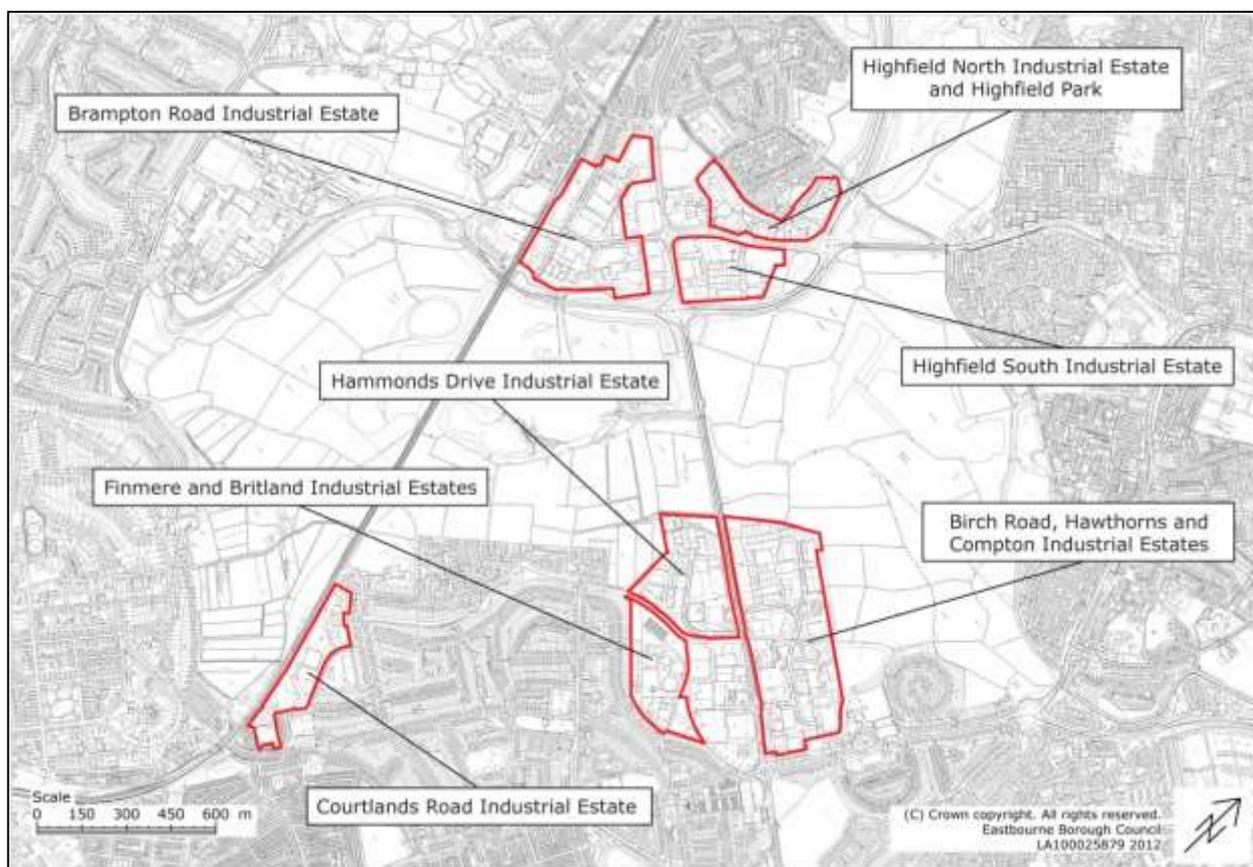 Highfield North Industrial Estate
and Highfield Park
Brampton Road Industrial Estate
Highfield South Industrial Estate
Hammonds Drive Industrial Estate
Finmere and Britland Industrial Estates
Birch Road, Hawthorns and
Compton Industrial Estates
Courtlands Road Industrial Estate
Scale
0 150 300 450 600 m
(C) Crown copyright. All rights reserved.
Eastbourne Borough Council
LA100025879 2012